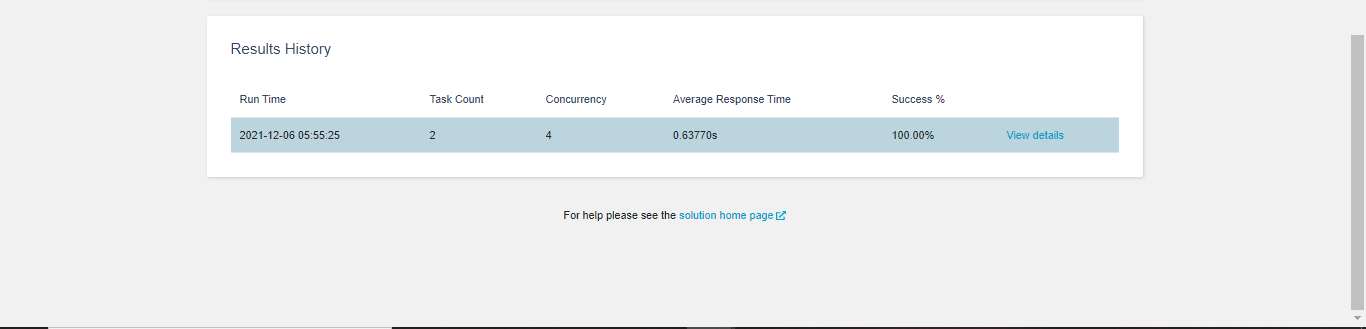 Results History
Run Time Task Count Concurrency Average Response Time Success %
2021-12-06 05:55:25 2 4 0.63770s 100.00% View details
For help please see the solution home page